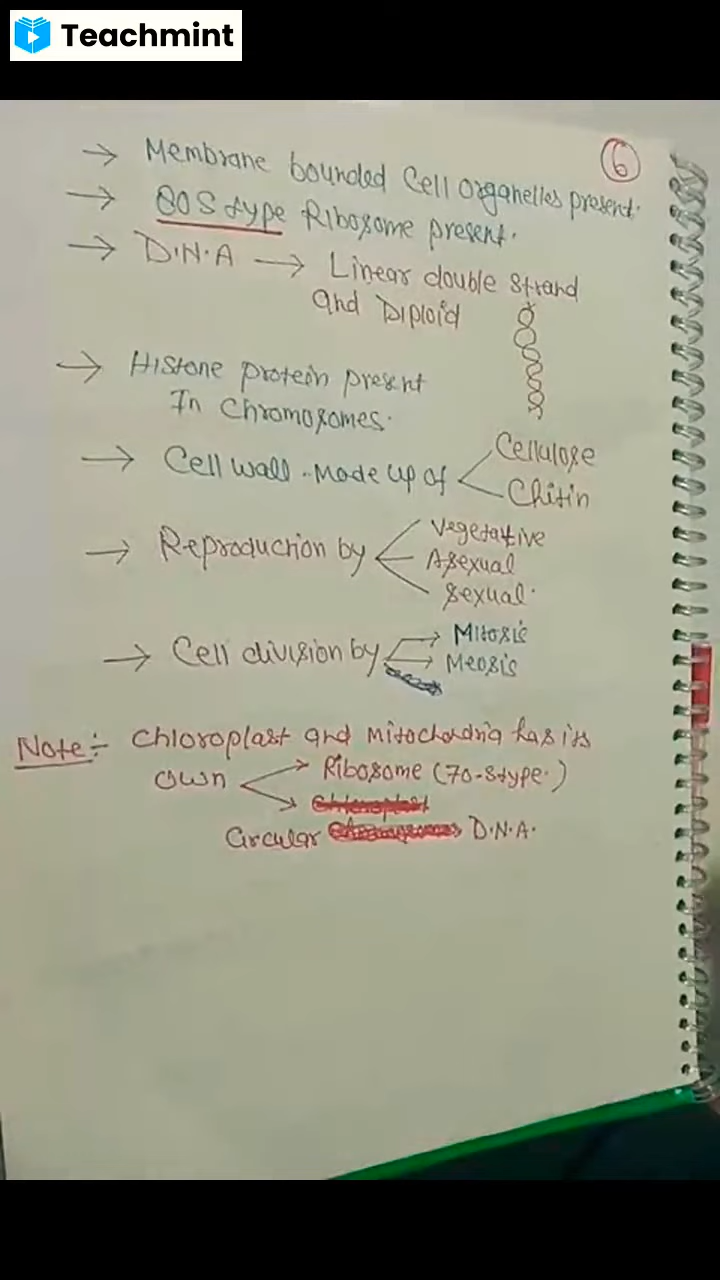 Teachmint
6
→ Membrane bounded Cell organelles present.
→ 80S type Ribosome present.
→ D.N.A → Linear double strand
and Diploid
→ Histone protein present
In Chromosomes.
→ Cell wall - Made up of
Cellulose
Chitin
→ Reproduction by
Vegetative
Asexual
Sexual.
→ Cell division by
→ Mitosis
→ Meosis
Note:- Chloroplast and Mitochondria has its
own
Ribosome (70-Stype.)
Circular D.N.A.